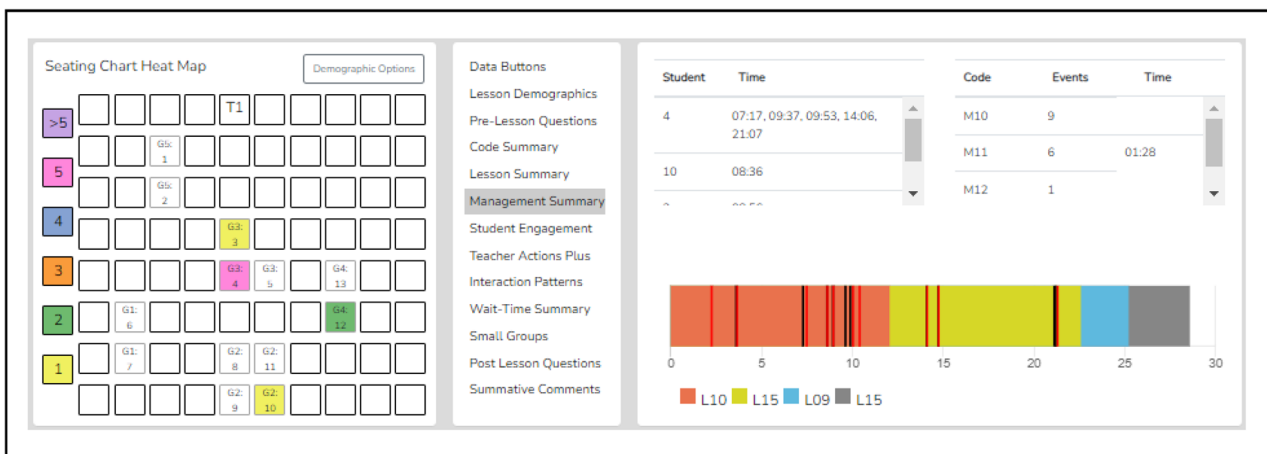 Seating Chart Heat Map
Demographic Options
>5
5
4
3
2
1
T1
G5:
1
G5:
2
G3:
3
G3:
4
G3:
5
G4:
13
G1:
6
G4:
12
G1:
7
G2:
8
G2:
11
G2:
9
G2:
10
Data Buttons
Lesson Demographics
Pre-Lesson Questions
Code Summary
Lesson Summary
Management Summary
Student Engagement
Teacher Actions Plus
Interaction Patterns
Wait-Time Summary
Small Groups
Post Lesson Questions
Summative Comments
Student Time
4 07:17, 09:37, 09:53, 14:06,
21:07
10 08:36
Code Events Time
M10 9
M11 6 01:28
M12 1
0 5 10 15 20 25 30
L10 L15 L09 L15